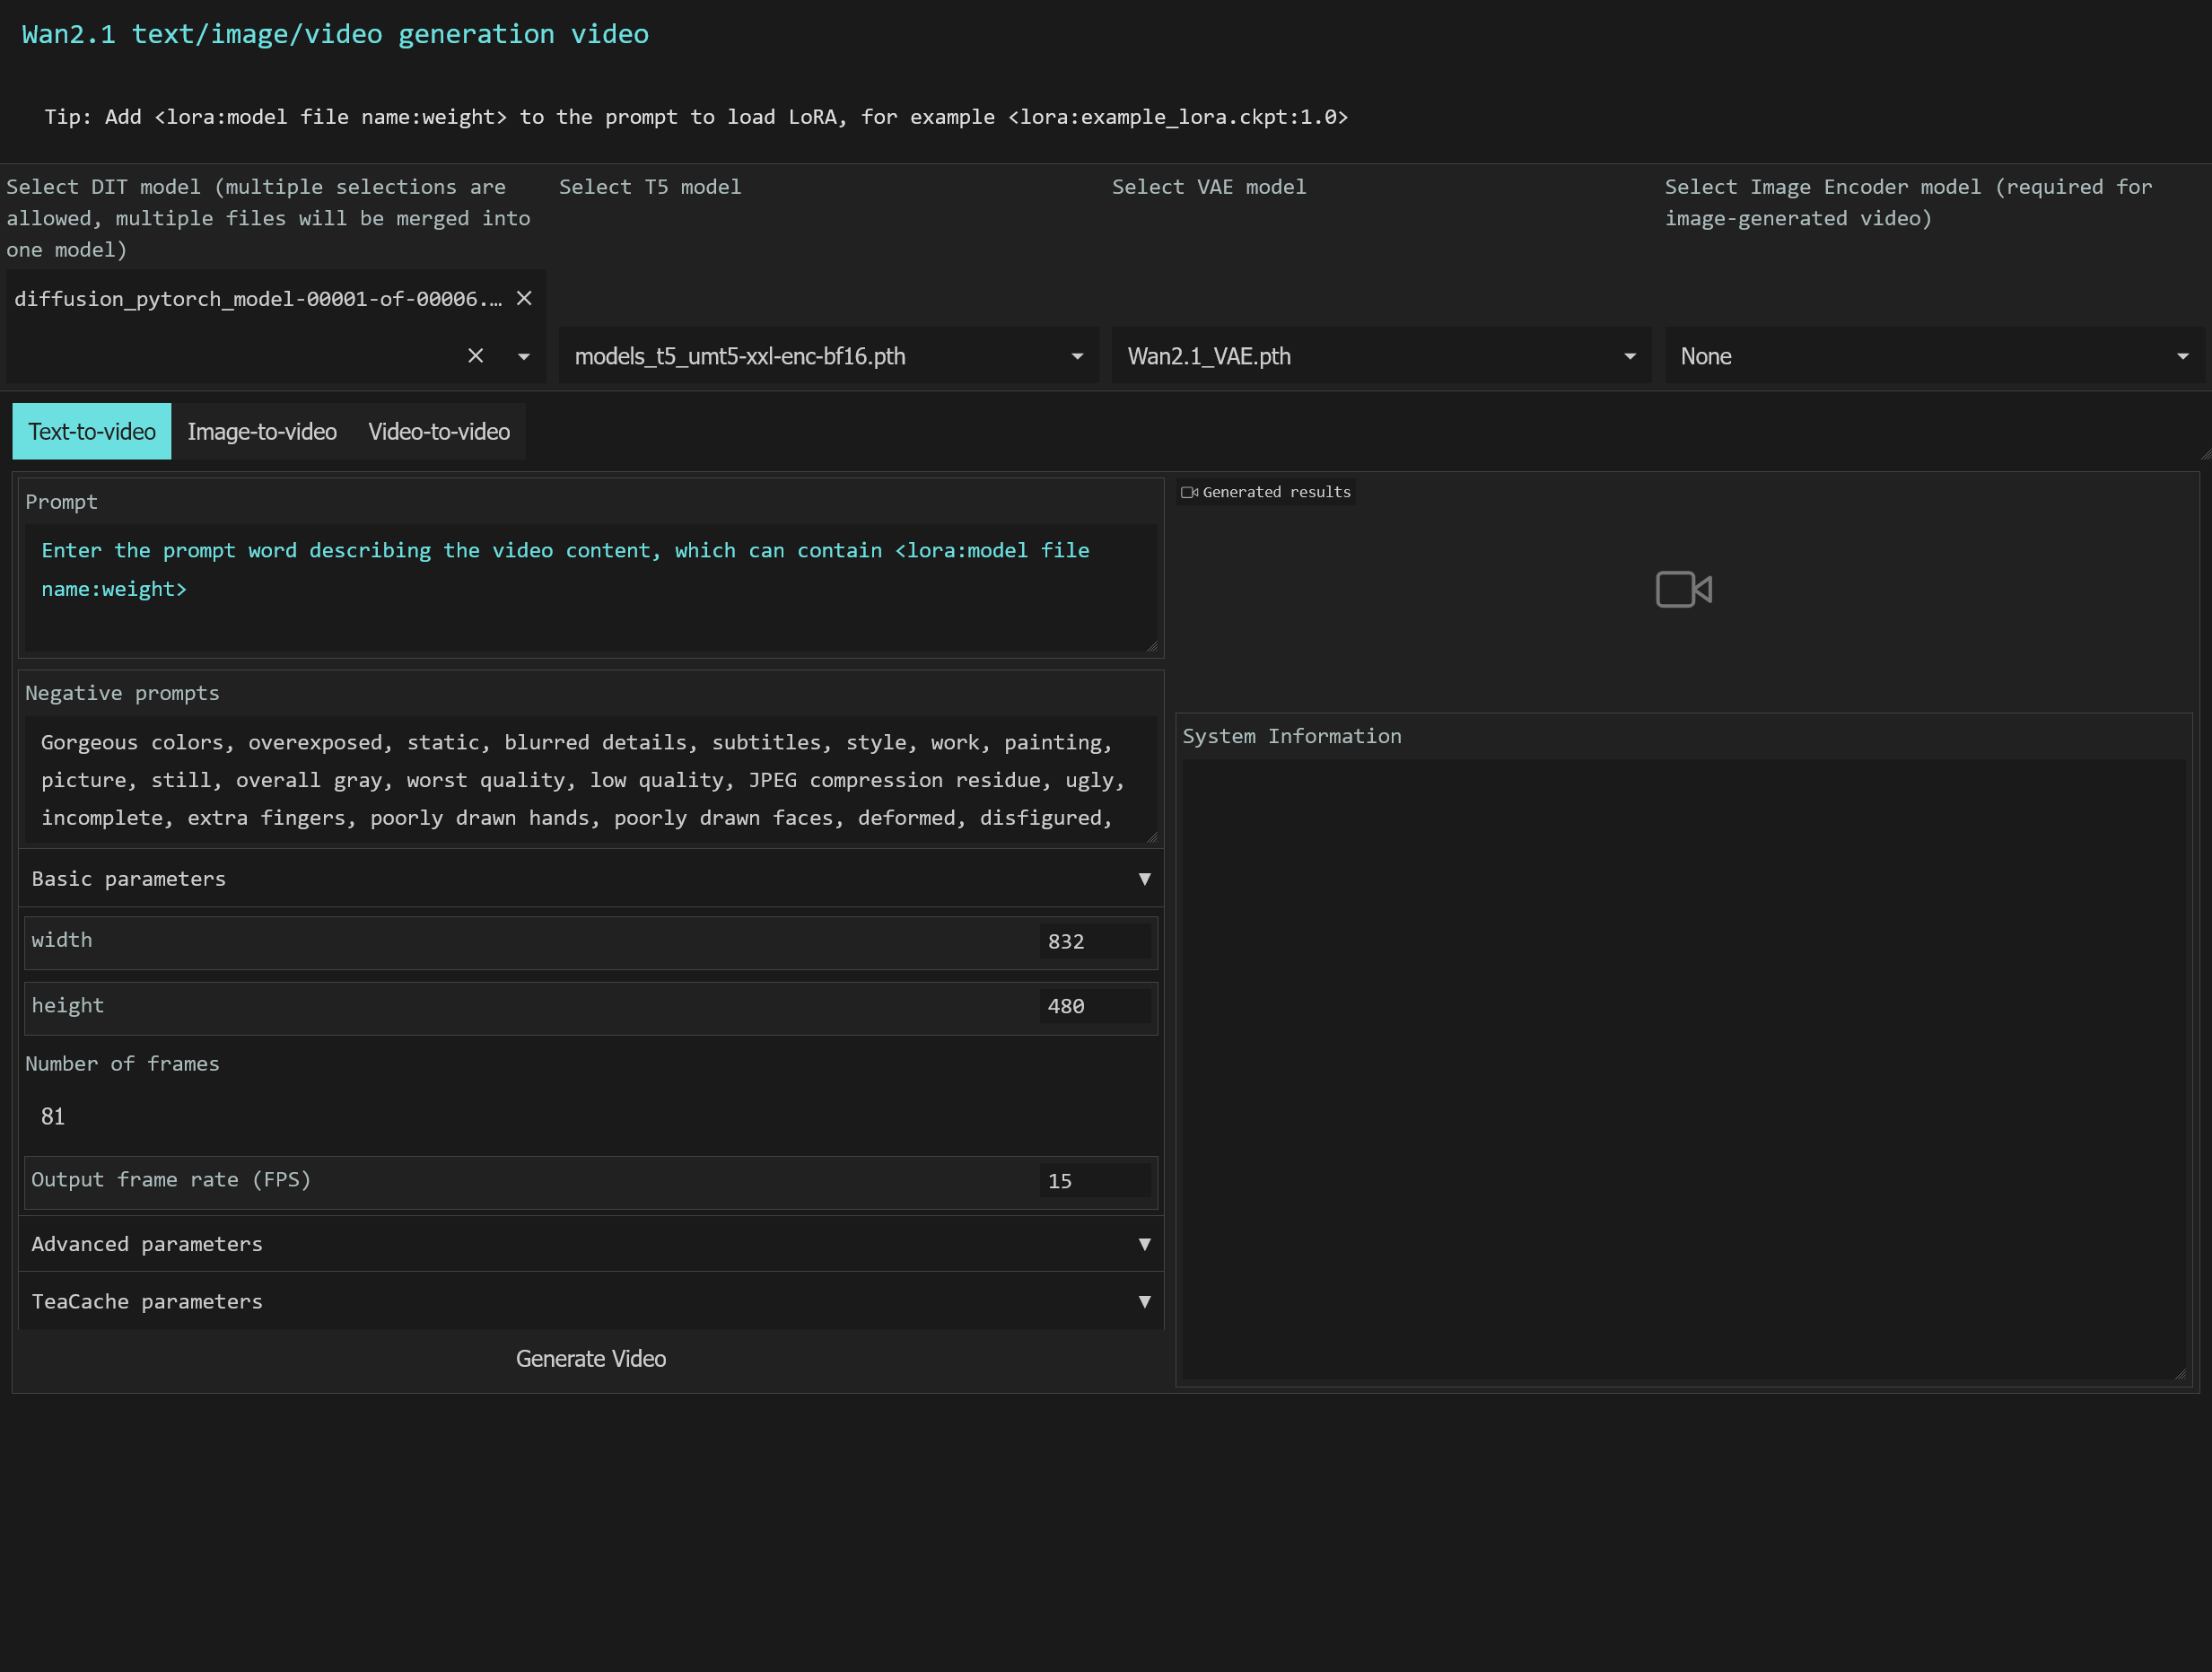 Wan2.1 text/image/video generation video
Tip: Add <lora:model file name:weight> to the prompt to load LoRA, for example <lora:example_lora.ckpt:1.0>
Select DIT model (multiple selections are
allowed, multiple files will be merged into
one model)
diffusion_pytorch_model-00001-of-00006.…
Select T5 model
models_t5_umt5-xxl-enc-bf16.pth
Select VAE model
Wan2.1_VAE.pth
Select Image Encoder model (required for
image-generated video)
None
Text-to-video
Image-to-video
Video-to-video
Prompt
Enter the prompt word describing the video content, which can contain <lora:model file
name:weight>
Negative prompts
Gorgeous colors, overexposed, static, blurred details, subtitles, style, work, painting,
picture, still, overall gray, worst quality, low quality, JPEG compression residue, ugly,
incomplete, extra fingers, poorly drawn hands, poorly drawn faces, deformed, disfigured,
Basic parameters
width
832
height
480
Number of frames
81
Output frame rate (FPS)
15
Advanced parameters
TeaCache parameters
Generate Video
Generated results
System Information